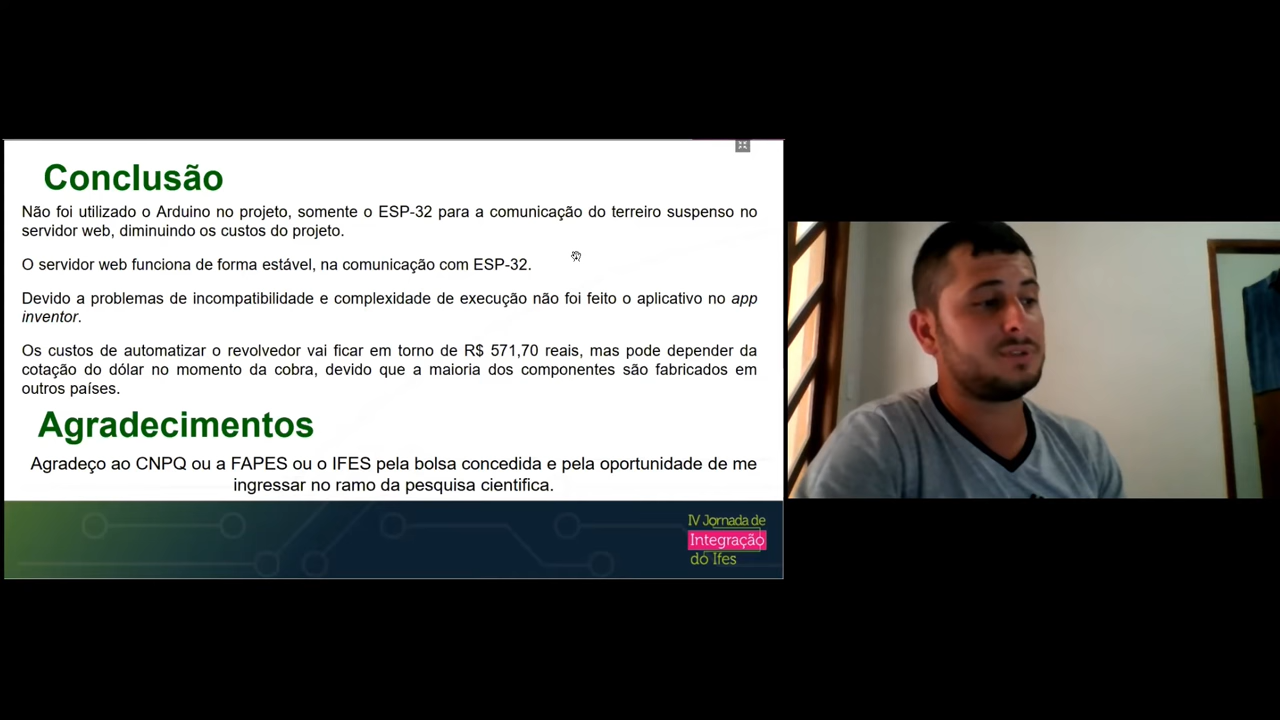 Conclusão
Não foi utilizado o Arduino no projeto, somente o ESP-32 para a comunicação do terreiro suspenso no
servidor web, diminuindo os custos do projeto.
O servidor web funciona de forma estável, na comunicação com ESP-32.
Devido a problemas de incompatibilidade e complexidade de execução não foi feito o aplicativo no app
inventor.
Os custos de automatizar o revolvedor vai ficar em torno de R$ 571,70 reais, mas pode depender da
cotação do dólar no momento da cobra, devido que a maioria dos componentes são fabricados em
outros países.
Agradecimentos
Agradeço ao CNPQ ou a FAPES ou o IFES pela bolsa concedida e pela oportunidade de me
ingressar no ramo da pesquisa cientifica.
IV Jornada de
Integração
do Ifes